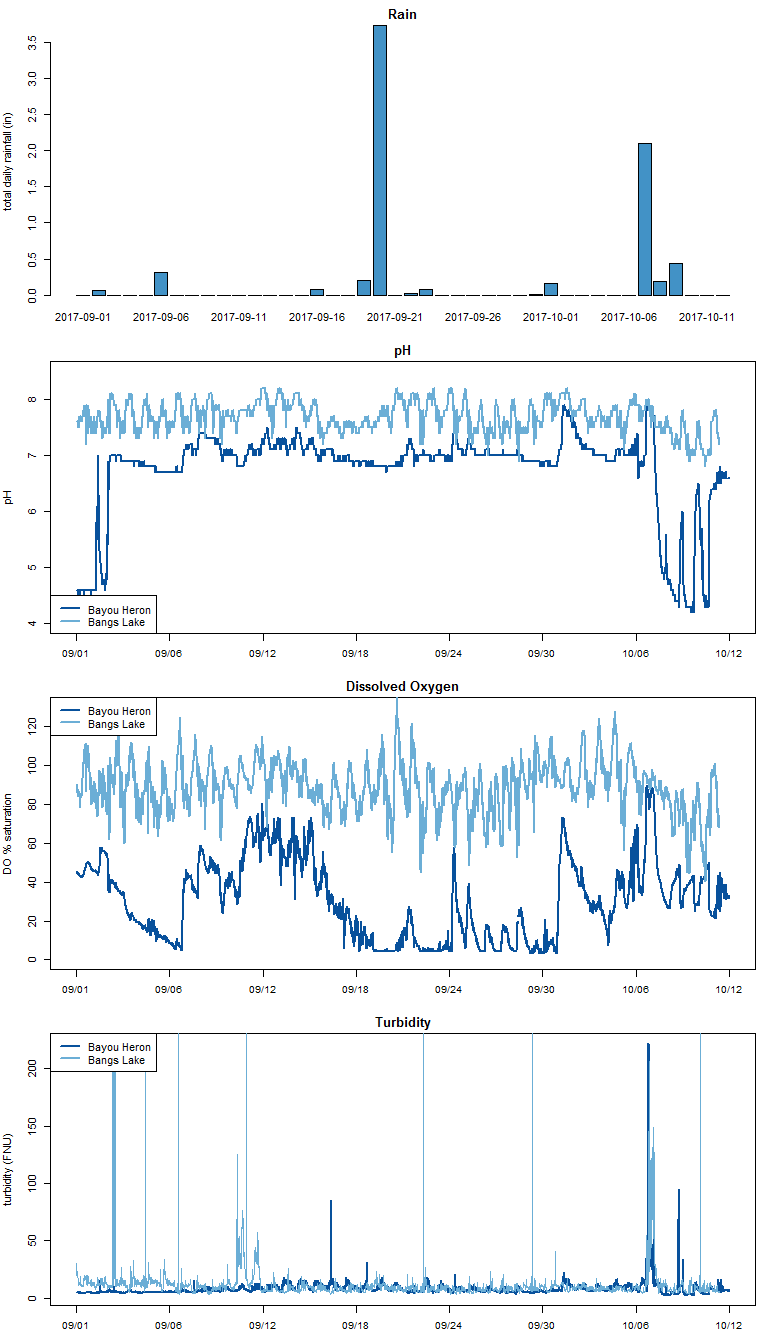 Rain
total daily rainfall (in)
3.5
3.0
2.5
2.0
1.5
1.0
0.5
0.0
2017-09-01 2017-09-06 2017-09-11 2017-09-16 2017-09-21 2017-09-26 2017-10-01 2017-10-06 2017-10-11
pH
pH
8
7
6
5
4
Bayou Heron
Bangs Lake
09/01 09/06 09/12 09/18 09/24 09/30 10/06 10/12
Dissolved Oxygen
DO % saturation
120
100
80
60
40
20
0
Bayou Heron
Bangs Lake
09/01 09/06 09/12 09/18 09/24 09/30 10/06 10/12
Turbidity
turbidity (FNU)
200
150
100
50
0
Bayou Heron
Bangs Lake
09/01 09/06 09/12 09/18 09/24 09/30 10/06 10/12